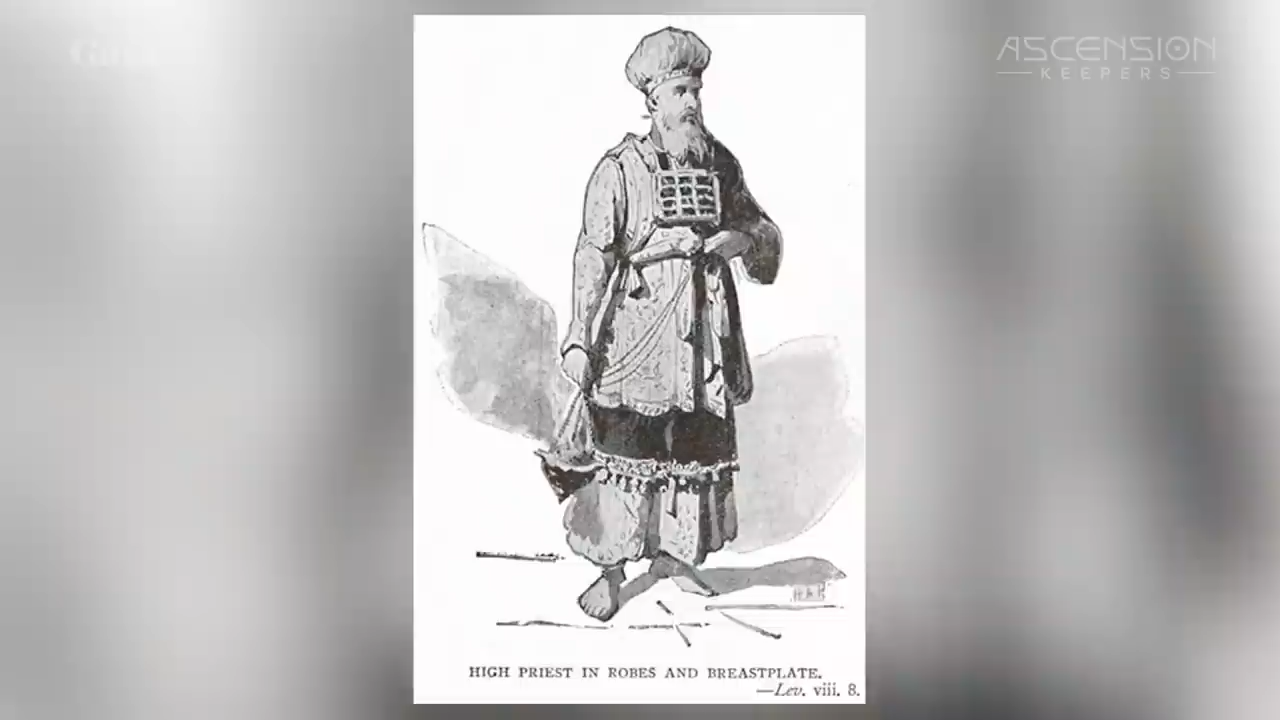 ASCENSION
KEEPERS
HIGH PRIEST IN ROBES AND BREASTPLATE.
—Lev. viii. 8.